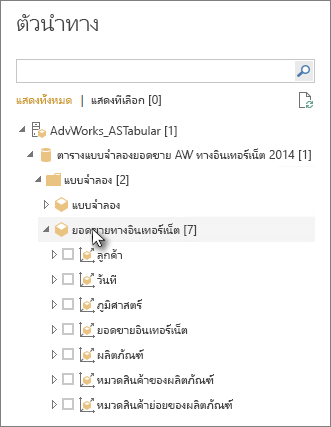 ตัวนำทาง
แสดงทั้งหมด | แสดงที่เลือก [0]
AdvWorks_ASTabular [1]
ตารางแบบจำลองยอดขาย AW ทางอินเทอร์เน็ต 2014 [1]
แบบจำลอง [2]
แบบจำลอง
ยอดขายทางอินเทอร์เน็ต [7]
ลูกค้า
วันที่
ภูมิศาสตร์
ยอดขายอินเทอร์เน็ต
ผลิตภัณฑ์
หมวดสินค้าของผลิตภัณฑ์
หมวดสินค้าย่อยของผลิตภัณฑ์